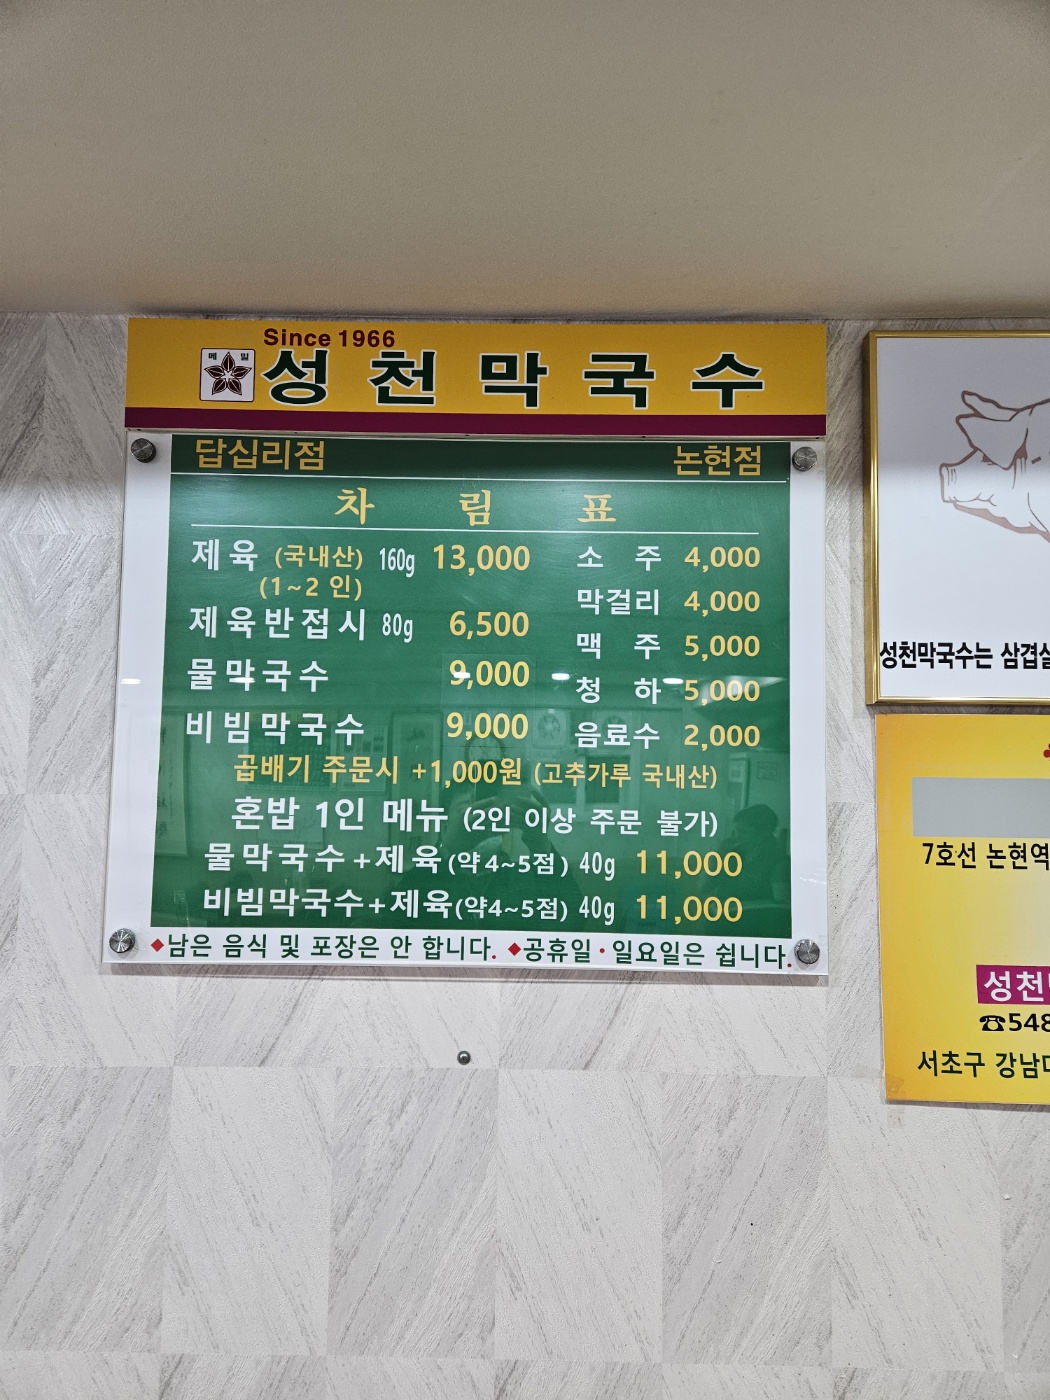 Since 1966
메 밀
성천막국수
답십리점 논현점
차 림 표
제육 (국내산) 160g 13,000
(1~2 인)
제육반접시 80g 6,500
물막국수 9,000
비빔막국수 9,000
소 주 4,000
막걸리 4,000
맥 주 5,000
청 하 5,000
음료수 2,000
곱배기 주문시 +1,000원 (고추가루 국내산)
혼밥 1인 메뉴 (2인 이상 주문 불가)
물막국수+제육(약4~5점) 40g 11,000
비빔막국수+제육(약4~5점) 40g 11,000
◆남은 음식 및 포장은 안 합니다. ◆공휴일·일요일은 쉽니다.
성천막국수는 삼겹살
7호선 논현역
성천
☎548
서초구 강남대